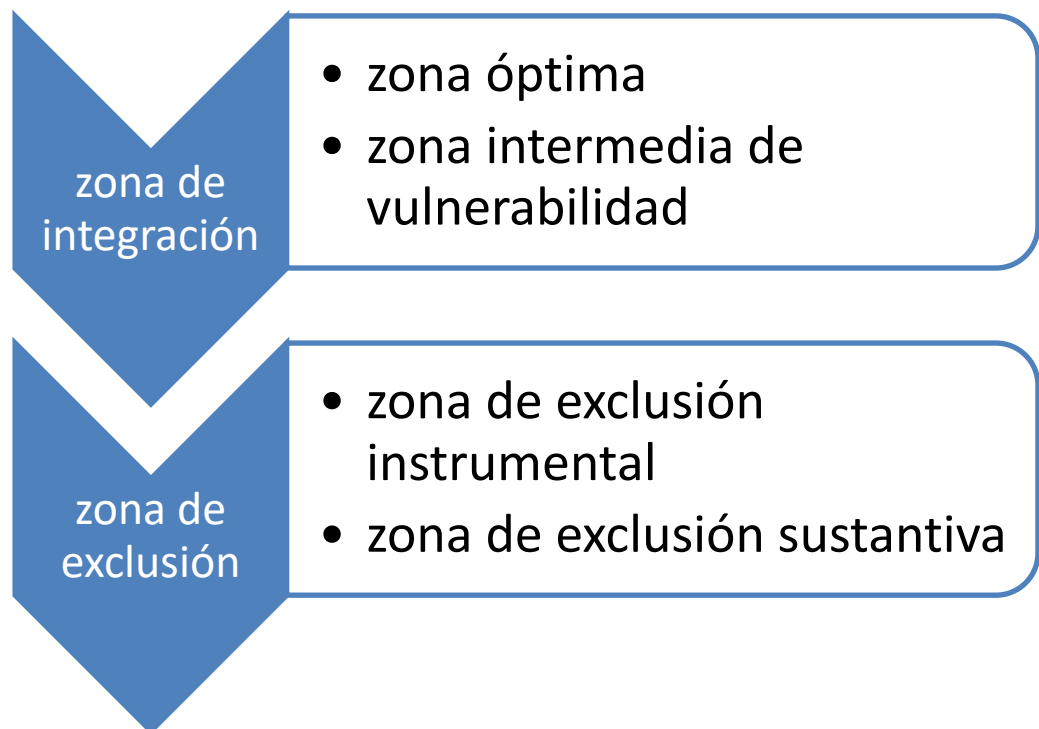 zona de
integración
• zona óptima
• zona intermedia de
vulnerabilidad
zona de
exclusión
• zona de exclusión
instrumental
• zona de exclusión sustantiva